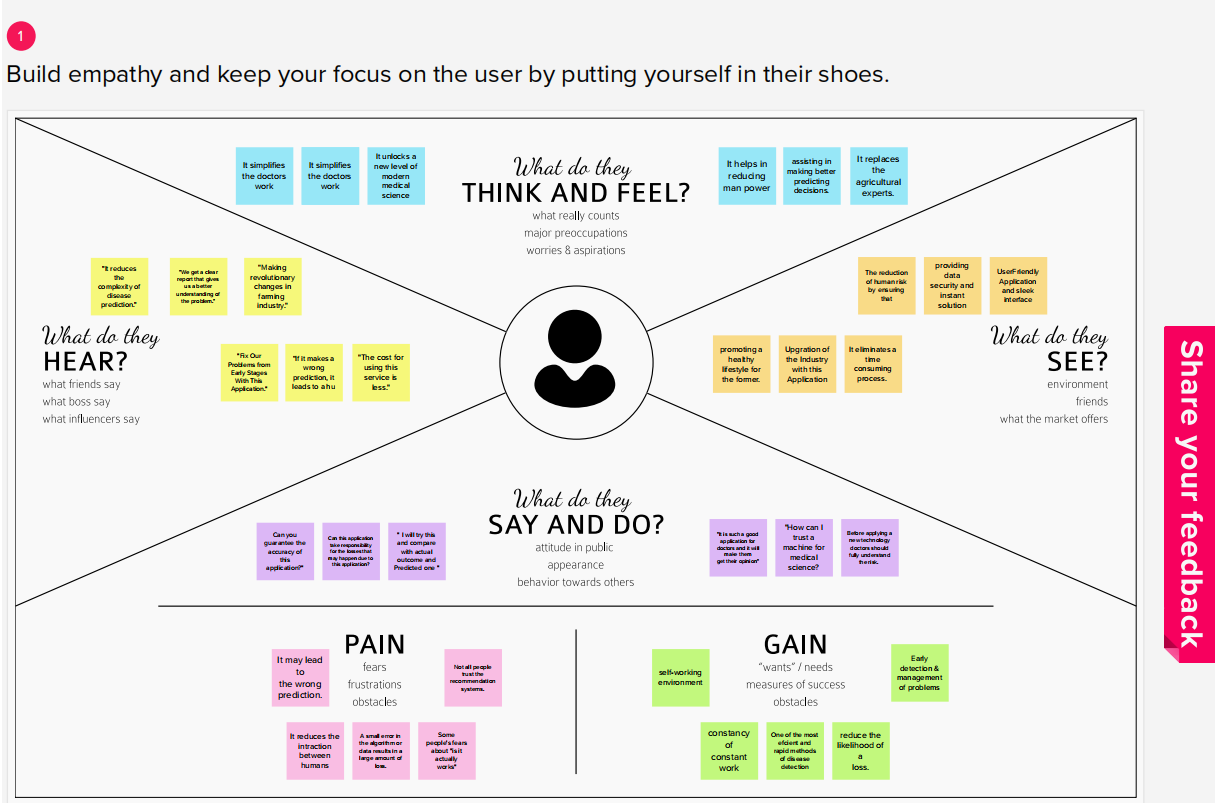 1
Build empathy and keep your focus on the user by putting yourself in their shoes.
It simplifies
the doctors
work
It simplifies
the doctors
work
It unlocks a
new level of
modern
medical
science
What do they
THINK AND FEEL?
what really counts
major preoccupations
worries & aspirations
It helps in
reducing
man power
assisting in
making better
predicting
decisions.
It replaces
the
agricultural
experts.
"It reduces
the
complexity of
disease
prediction."
"We get a clear
report that gives
us a better
understanding of
the problem."
"Making
revolutionary
changes in
farming
industry."
What do they
HEAR?
what friends say
what boss say
what influencers say
"Fix Our
Problems from
Early Stages
With This
Application."
"If it makes a
wrong
prediction, it
leads to a hu
"The cost for
using this
service is
less."
The reduction
of human risk
by ensuring
that
providing
data
security and
instant
solution
UserFriendly
Application
and sleek
interface
promoting a
healthy
lifestyle for
the former.
Upgration of
the Industry
with this
Application
It eliminates a
time
consuming
process.
What do they
SEE?
environment
friends
what the market offers
Can you
guarantee the
accuracy of
this
application?"
Can this application
take responsibility
for the losses that
may happen due to
this application?
" I will try this
and compare
with actual
outcome and
Predicted one "
What do they
SAY AND DO?
attitude in public
appearance
behavior towards others
"It is such a good
application for
doctors and it will
make them
get their opinion"
"How can I
trust a
machine for
medical
science?
Before applying a
new technology
doctors should
fully understand
the risk.
PAIN
fears
frustrations
obstacles
It may lead
to
the wrong
prediction.
Not all people
trust the
recommendation
systems.
It reduces the
intraction
between
humans
A small error in
the algorithm or
data results in a
large amount of
loss.
Some
people's fears
about "is it
actually
works"
GAIN
"wants" / needs
measures of success
obstacles
self-working
environment
Early
detection &
management
of problems
constancy
of
constant
work
One of the most
efcient and
rapid methods
of disease
detection
reduce the
likelihood of
a
loss.
Share your feedback